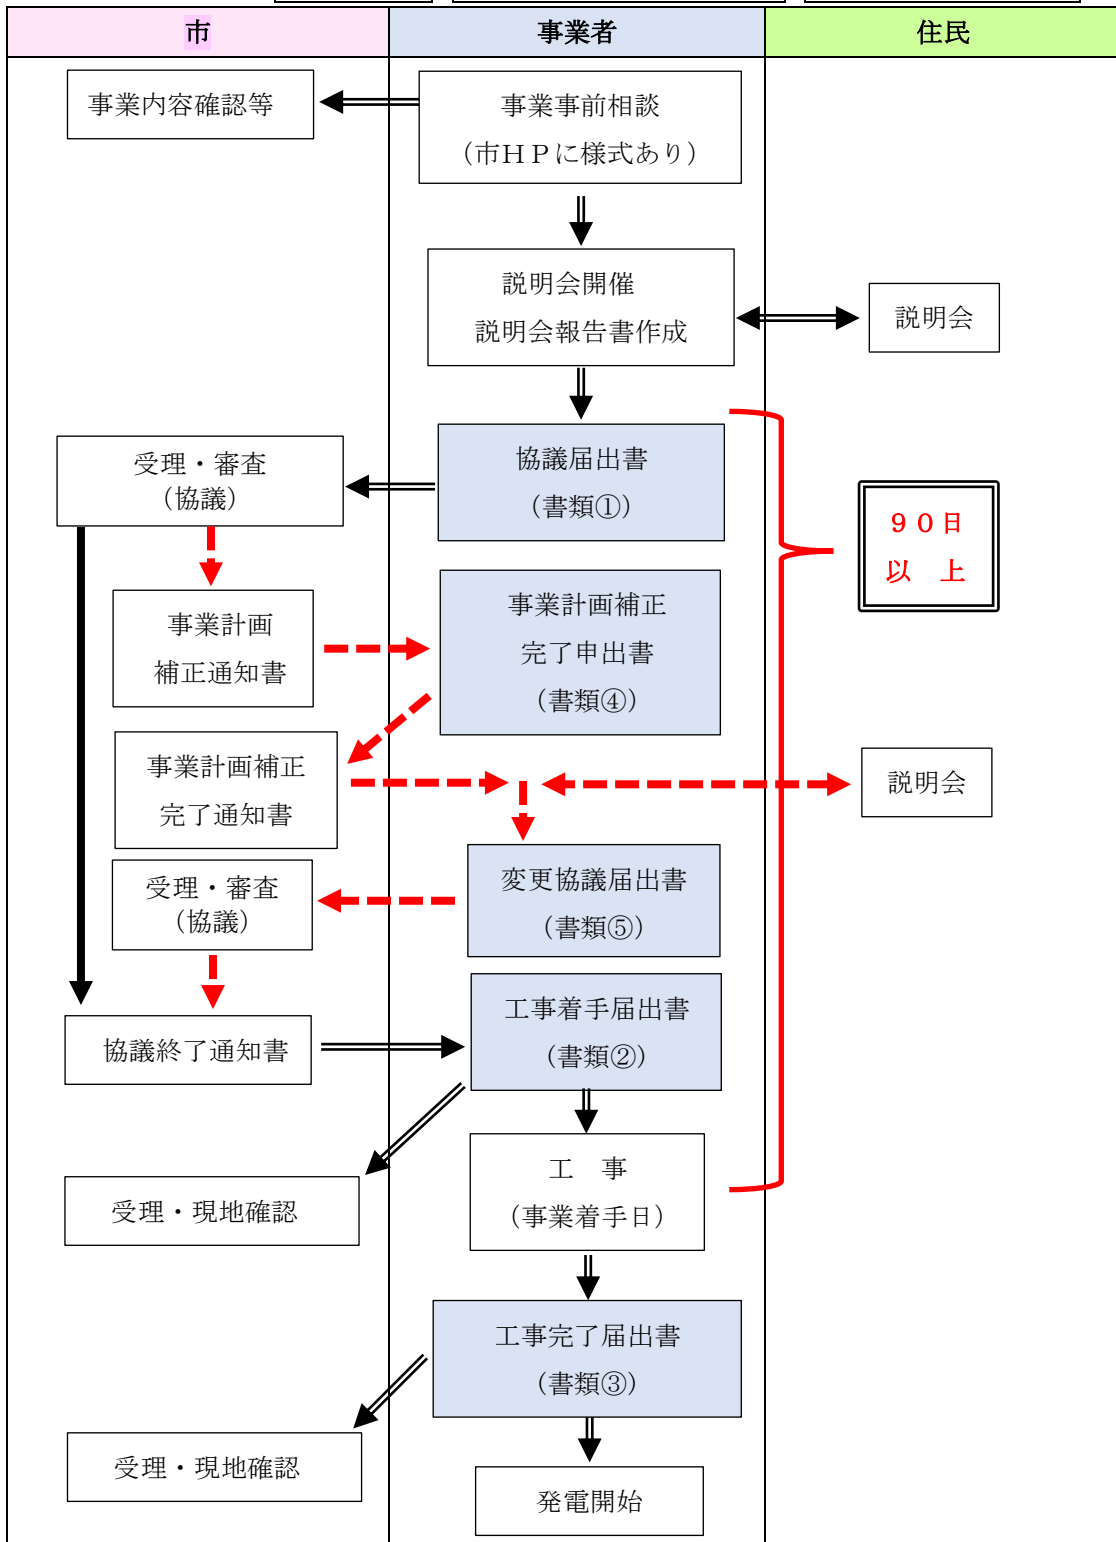 市
事業者
住民
事業内容確認等
事業事前相談
（市ＨＰに様式あり）
説明会開催
説明会報告書作成
説明会
協議届出書
（書類①）
受理・審査
（協議）
９０日
以　上
事業計画
補正通知書
事業計画補正
完了申出書
（書類④）
事業計画補正
完了通知書
説明会
変更協議届出書
（書類⑤）
受理・審査
（協議）
工事着手届出書
（書類②）
協議終了通知書
工　事
（事業着手日）
受理・現地確認
工事完了届出書
（書類③）
受理・現地確認
発電開始